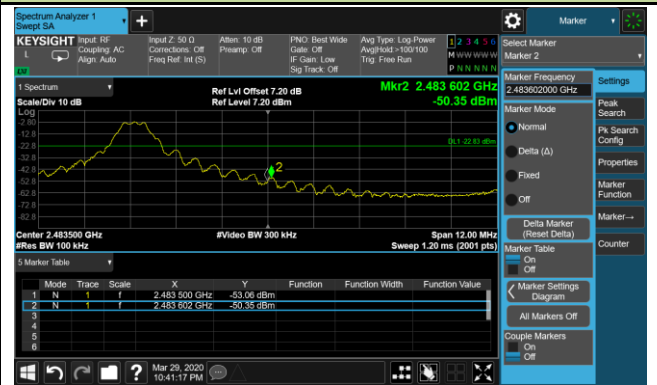 Spectrum Analyzer 1
Swept SA
Marker
KEYSIGHT
L
Input: RF
Coupling: AC
Align: Auto
Input Z: 50 Ω
Corrections: Off
Freq Ref: Int (S)
Atten: 10 dB
Preamp: Off
PNO: Best Wide
Gate: Off
IF Gain: Low
Sig Track: Off
Avg Type: Log-Power
Avg|Hold:>100/100
Trig: Free Run
1 2 3 4 5 6
M W W W W W
P N N N N N
Select Marker
Marker 2
1 Spectrum
Scale/Div 10 dB
Log
Ref Lvl Offset 7.20 dB
Ref Level 7.20 dBm
Mkr2 2.483 602 GHz
-50.35 dBm
-2.80
-12.8
-22.8
-32.8
-42.8
-52.8
-62.8
-72.8
-82.8
DL1 -22.83 dBm
2
Center 2.483500 GHz
#Res BW 100 kHz
#Video BW 300 kHz
Span 12.00 MHz
Sweep 1.20 ms (2001 pts)
5 Marker Table
Mode Trace Scale X Y Function Function Width Function Value
1 N 1 f 2.483 500 GHz -53.06 dBm
2 N 1 f 2.483 602 GHz -50.35 dBm
3
4
5
6
Marker Frequency
2.483602000 GHz
Marker Mode
Normal
Delta (Δ)
Fixed
Off
Delta Marker
(Reset Delta)
Marker Table
On
Off
Marker Settings
Diagram
All Markers Off
Couple Markers
On
Off
Settings
Peak
Search
Pk Search
Config
Properties
Marker
Function
Marker→
Counter
?
Mar 29, 2020
10:41:17 PM